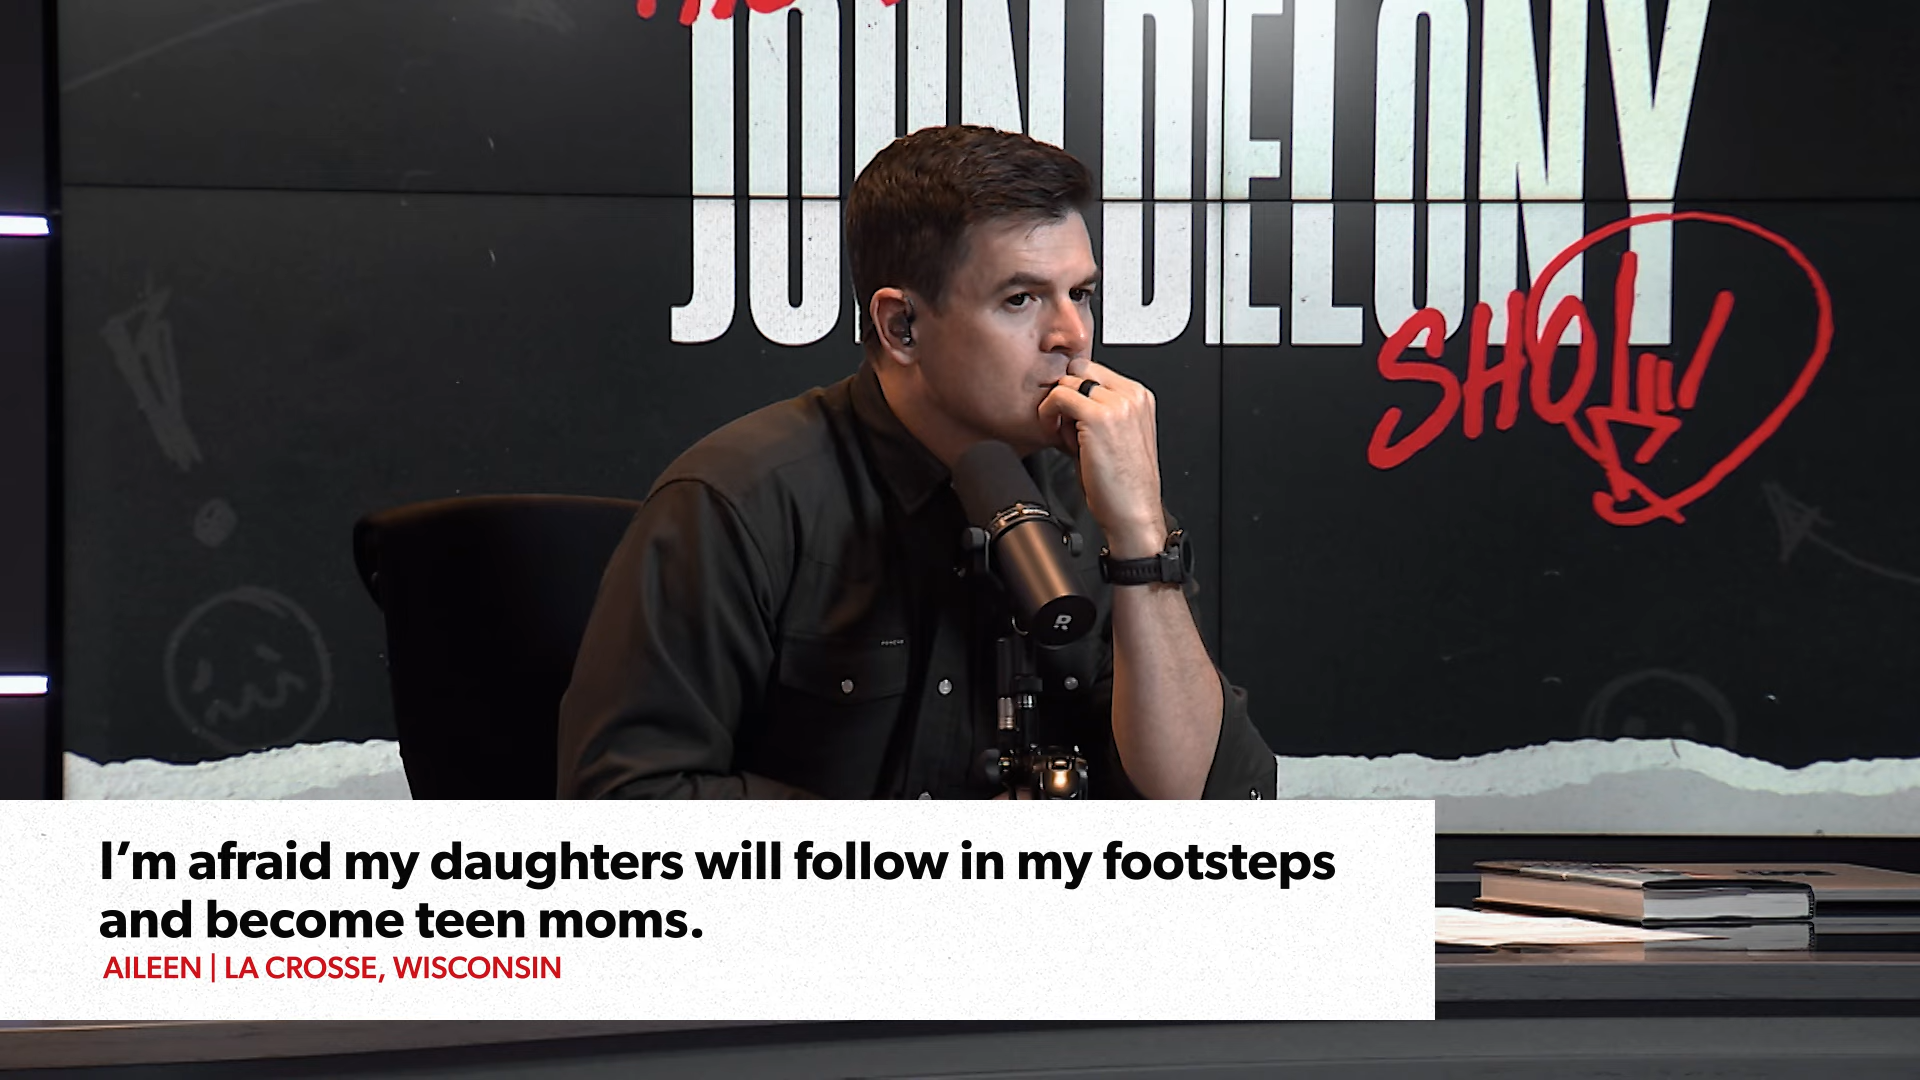 THE
JOHN DELONY
SHOW
I’m afraid my daughters will follow in my footsteps
and become teen moms.
AILEEN | LA CROSSE, WISCONSIN